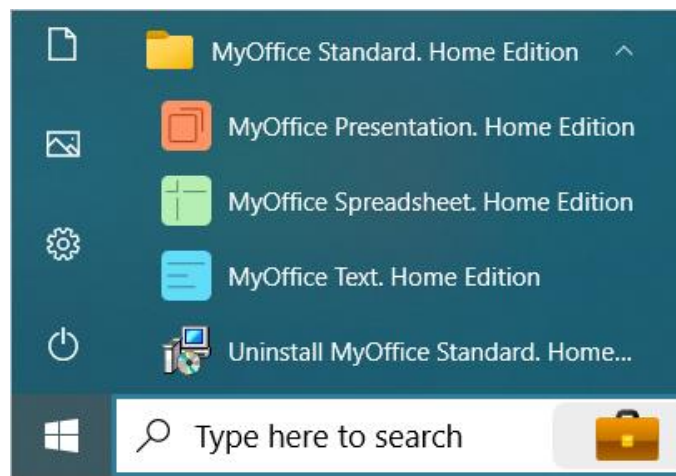 MyOffice Standard. Home Edition
MyOffice Presentation. Home Edition
MyOffice Spreadsheet. Home Edition
MyOffice Text. Home Edition
Uninstall MyOffice Standard. Home...
Type here to search